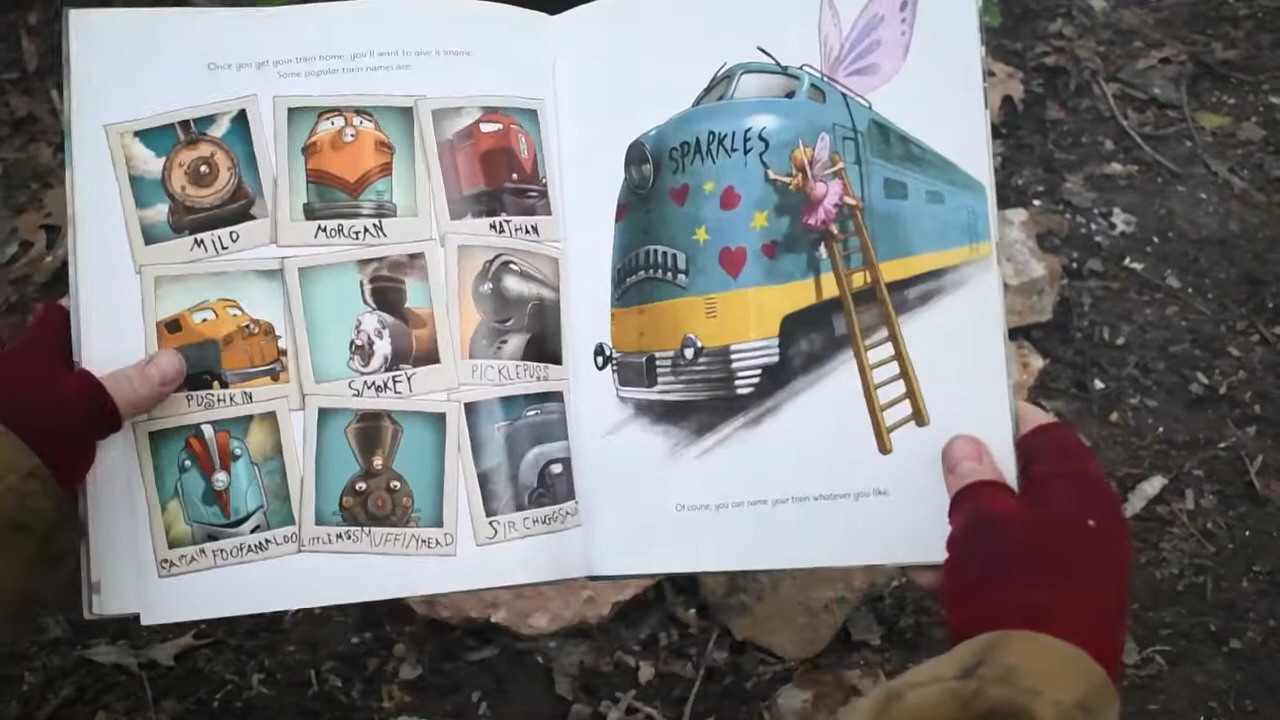 Once you get your train home, you'll want to give it a name.
Some popular train names are:
MILO
MORGAN
NATHAN
PUSHKIN
SMOKEY
PICKLEPUSS
CAPTAIN FOOFAMALOO
LITTLE MISS MUFFINHEAD
SIR CHUGGSALOT
SPARKLES
Of course, you can name your train whatever you like.